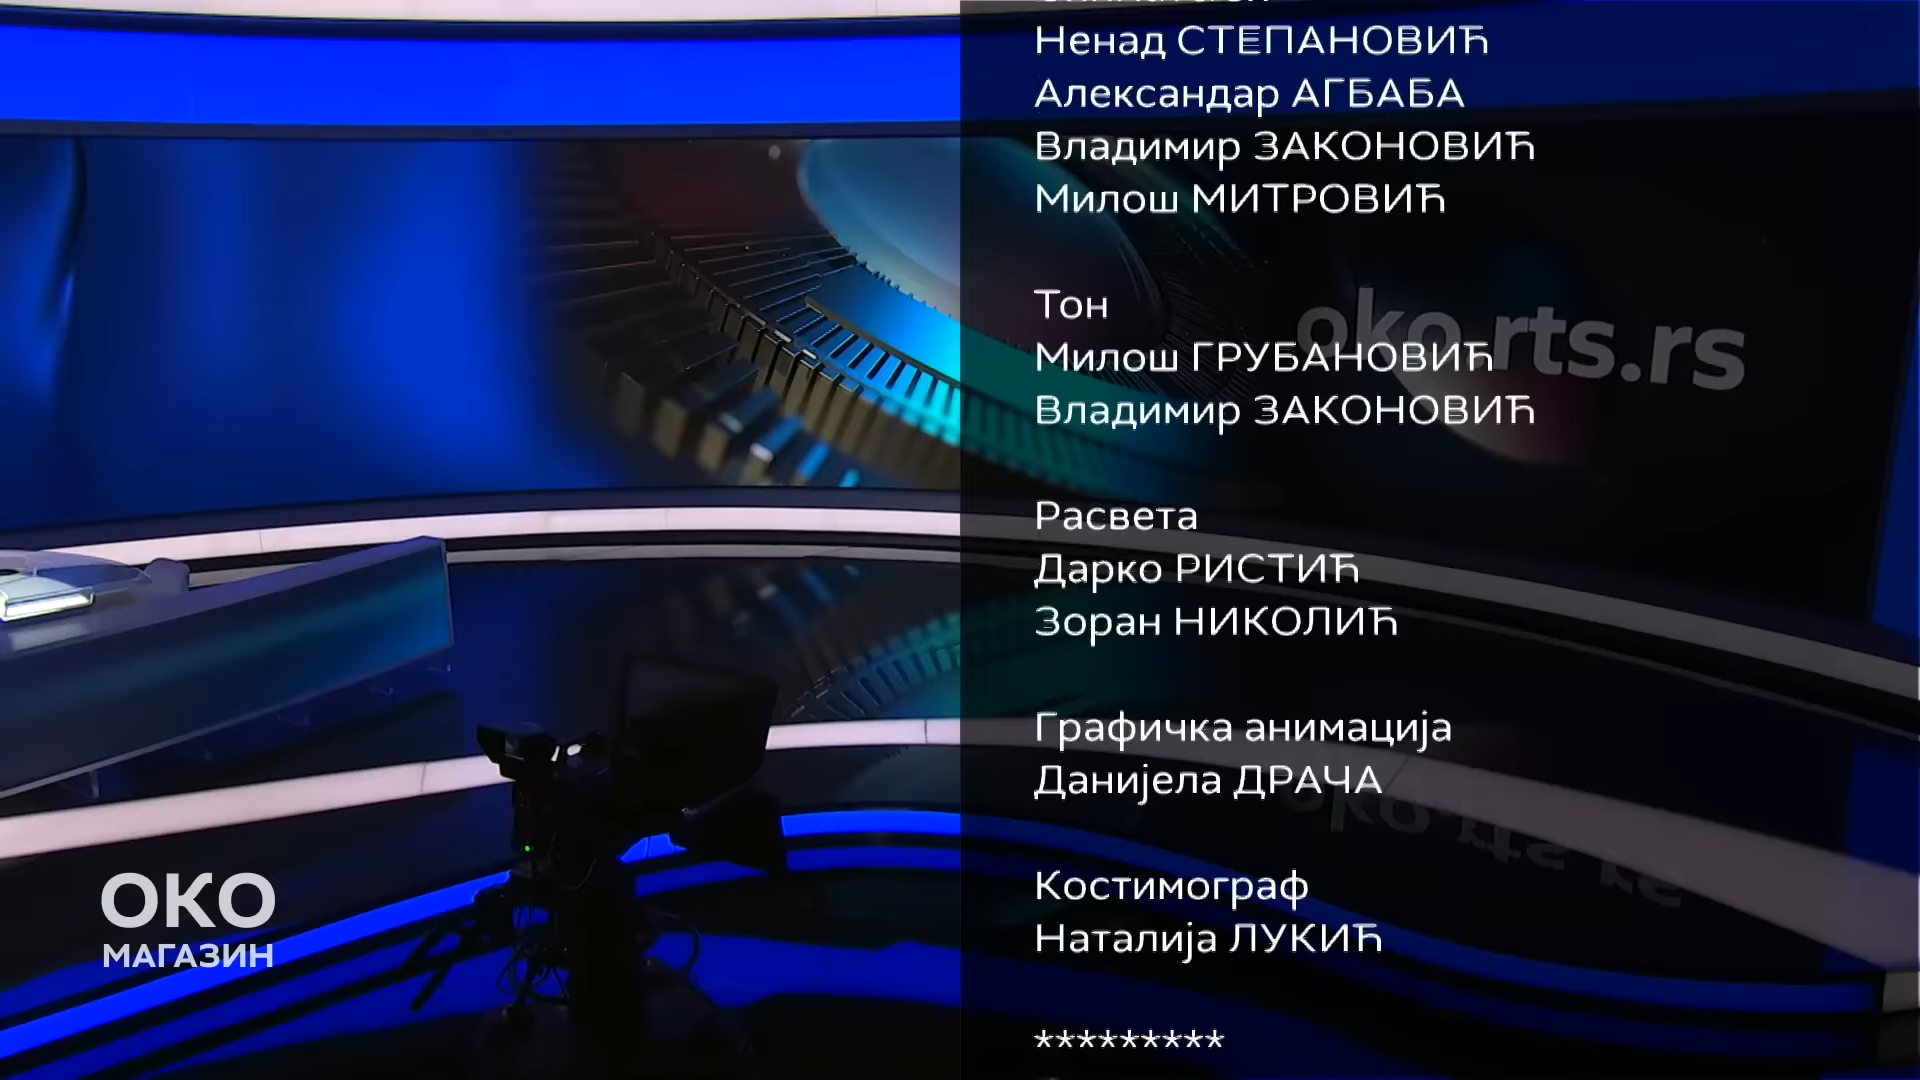 Ненад СТЕПАНОВИЋ
Александар АГБАБА
Владимир ЗАКОНОВИЋ
Милош МИТРОВИЋ
Тон
Милош ГРУБАНОВИЋ
Владимир ЗАКОНОВИЋ
Расвета
Дарко РИСТИЋ
Зоран НИКОЛИЋ
Графичка анимација
Данијела ДРАЧА
Костимограф
Наталија ЛУКИЋ
*********
oko.rts.rs
ОКО
МАГАЗИН